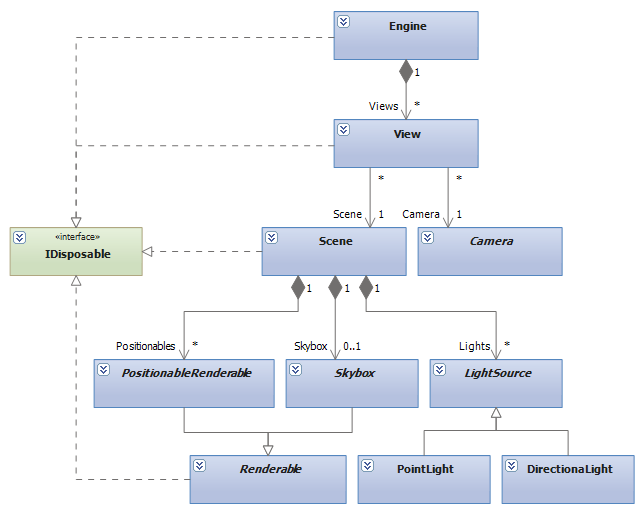 Engine
1
Views *
View
* *
Scene 1 Camera 1
«interface»
IDisposable
Scene
Camera
1 1 1
Positionables * Skybox 0..1 Lights *
PositionableRenderable
Skybox
LightSource
Renderable
PointLight
DirectionaLight